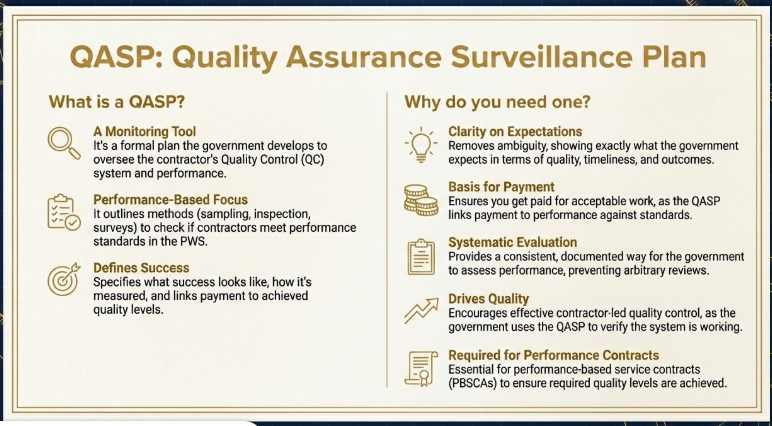 QASP: Quality Assurance Surveillance Plan
What is a QASP?
A Monitoring Tool
It's a formal plan the government develops to
oversee the contractor's Quality Control (QC)
system and performance.
Performance-Based Focus
It outlines methods (sampling, inspection,
surveys) to check if contractors meet performance
standards in the PWS.
Defines Success
Specifies what success looks like, how it's
measured, and links payment to achieved
quality levels.
Why do you need one?
Clarity on Expectations
Removes ambiguity, showing exactly what the government
expects in terms of quality, timeliness, and outcomes.
Basis for Payment
Ensures you get paid for acceptable work, as the QASP
links payment to performance against standards.
Systematic Evaluation
Provides a consistent, documented way for the government
to assess performance, preventing arbitrary reviews.
Drives Quality
Encourages effective contractor-led quality control, as the
government uses the QASP to verify the system is working.
Required for Performance Contracts
Essential for performance-based service contracts
(PBSCAs) to ensure required quality levels are achieved.